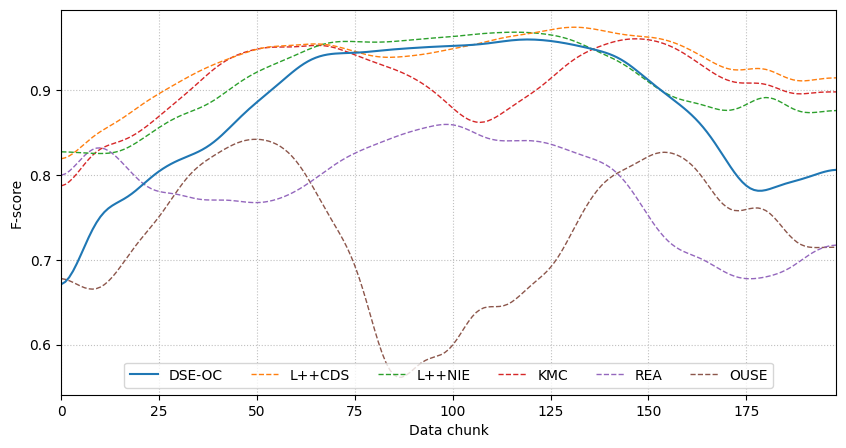 F-score
0.9
0.8
0.7
0.6
DSE-OC L++CDS L++NIE KMC REA OUSE
0 25 50 75 100 125 150 175
Data chunk